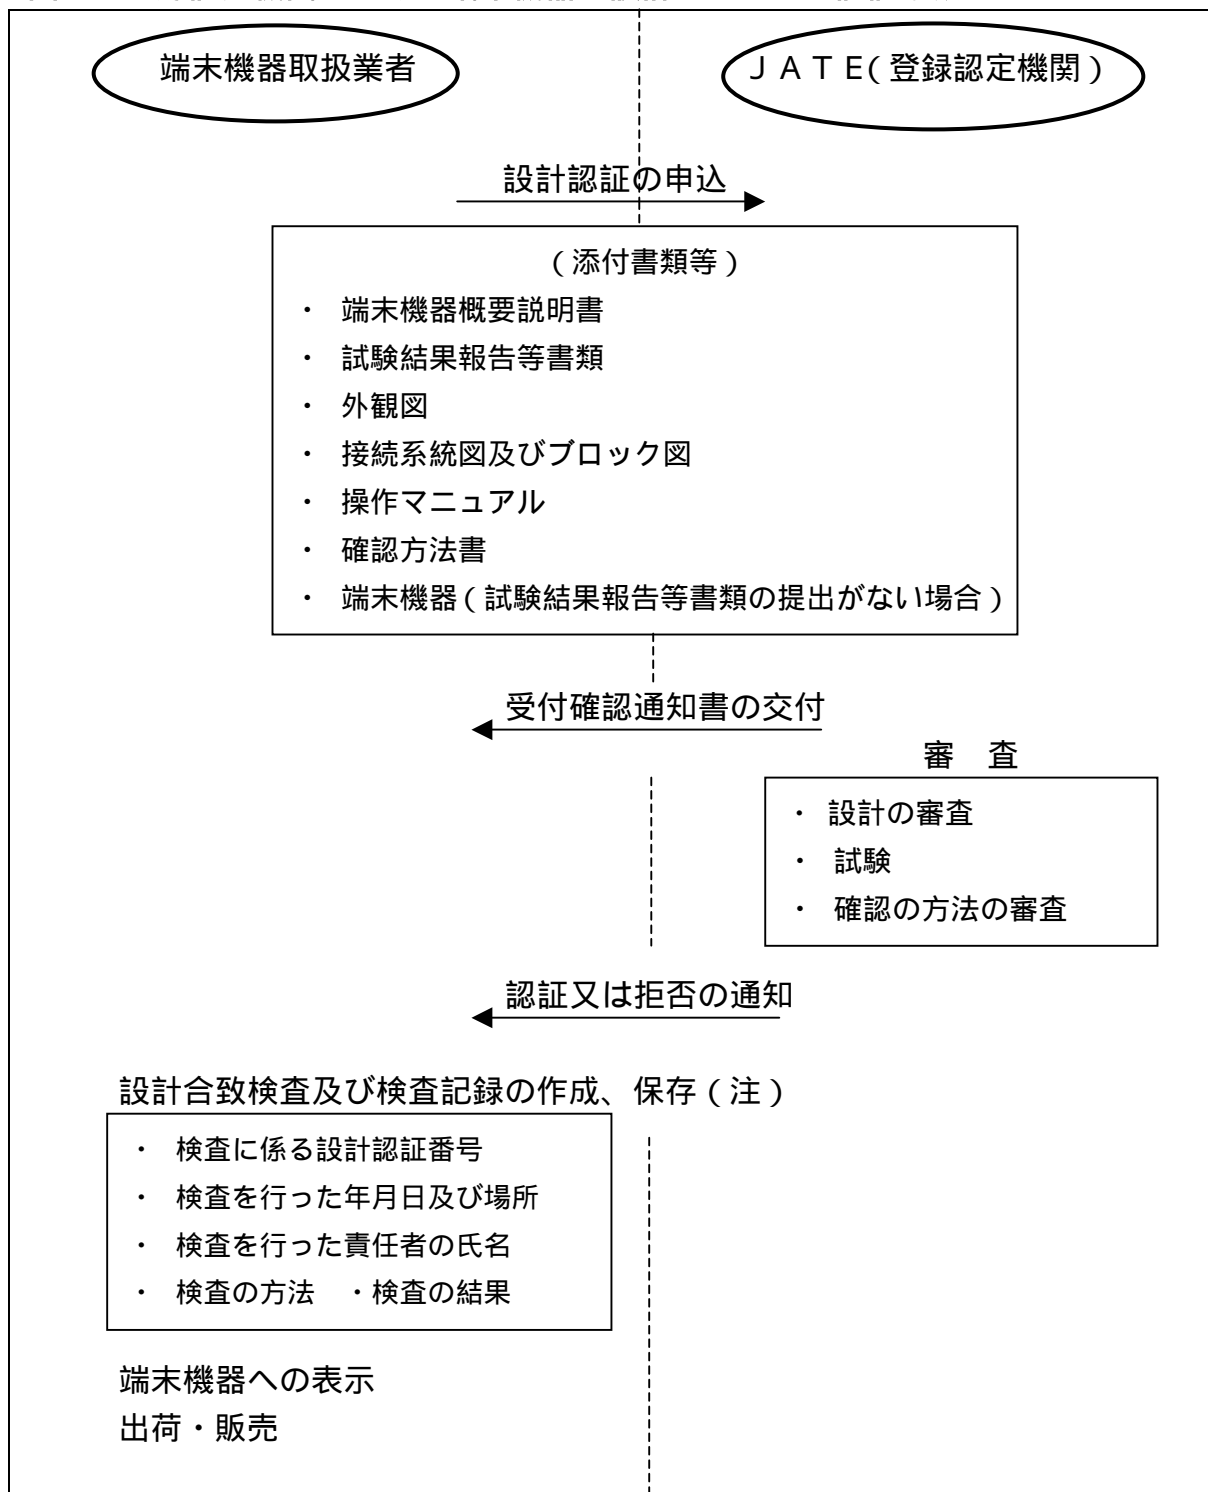 端末機器取扱業者
ＪＡＴＥ(登録認定機関)
設計認証の申込
(添付書類等)
・ 端末機器概要説明書
・ 試験結果報告等書類
・ 外観図
・ 接続系統図及びブロック図
・ 操作マニュアル
・ 確認方法書
・ 端末機器(試験結果報告等書類の提出がない場合)
受付確認通知書の交付
審 査
・ 設計の審査
・ 試験
・ 確認の方法の審査
認証又は拒否の通知
設計合致検査及び検査記録の作成、保存(注)
・ 検査に係る設計認証番号
・ 検査を行った年月日及び場所
・ 検査を行った責任者の氏名
・ 検査の方法 ・検査の結果
端末機器への表示
出荷・販売